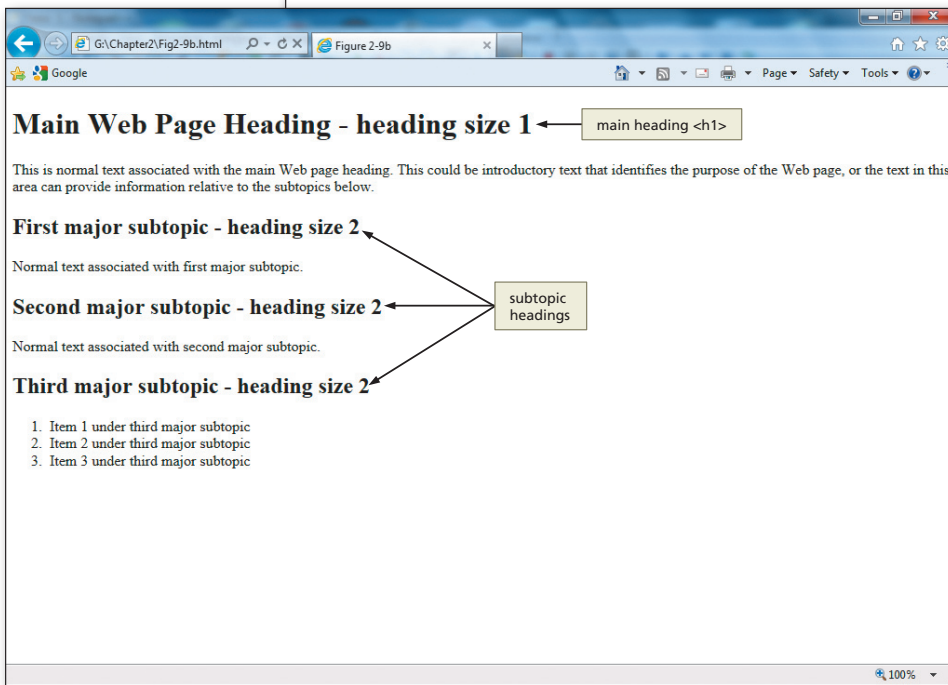 G:\Chapter2\Fig2-9b.html
Figure 2-9b
Google
Page
Safety
Tools
Main Web Page Heading - heading size 1
main heading <h1>
This is normal text associated with the main Web page heading. This could be introductory text that identifies the purpose of the Web page, or the text in this
area can provide information relative to the subtopics below.
First major subtopic - heading size 2
Normal text associated with first major subtopic.
subtopic
headings
Second major subtopic - heading size 2
Normal text associated with second major subtopic.
Third major subtopic - heading size 2
1. Item 1 under third major subtopic
2. Item 2 under third major subtopic
3. Item 3 under third major subtopic
100%